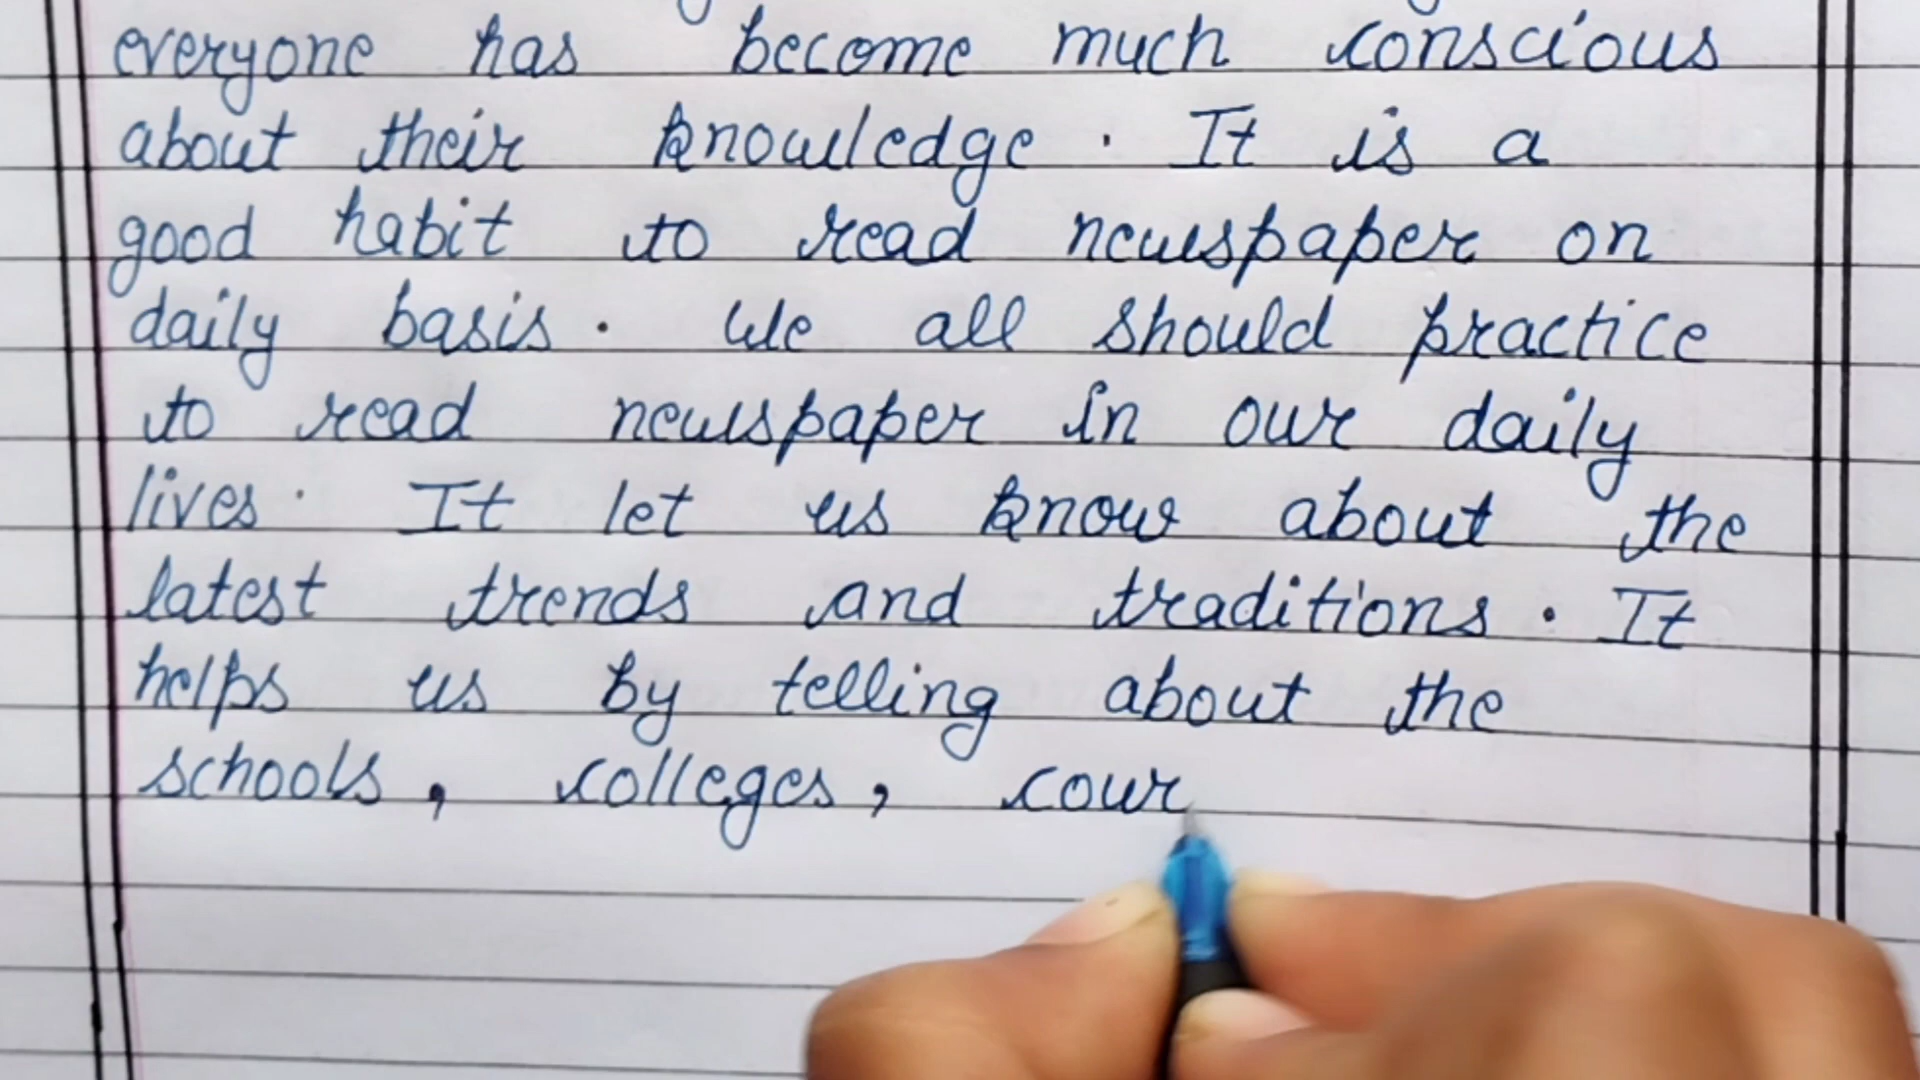 everyone has become much conscious
about their knowledge. It is a
good habit to read newspaper on
daily basis. We all should practice
to read newspaper in our daily
lives. It let us know about the
latest trends and traditions. It
helps us by telling about the
schools, colleges, cour